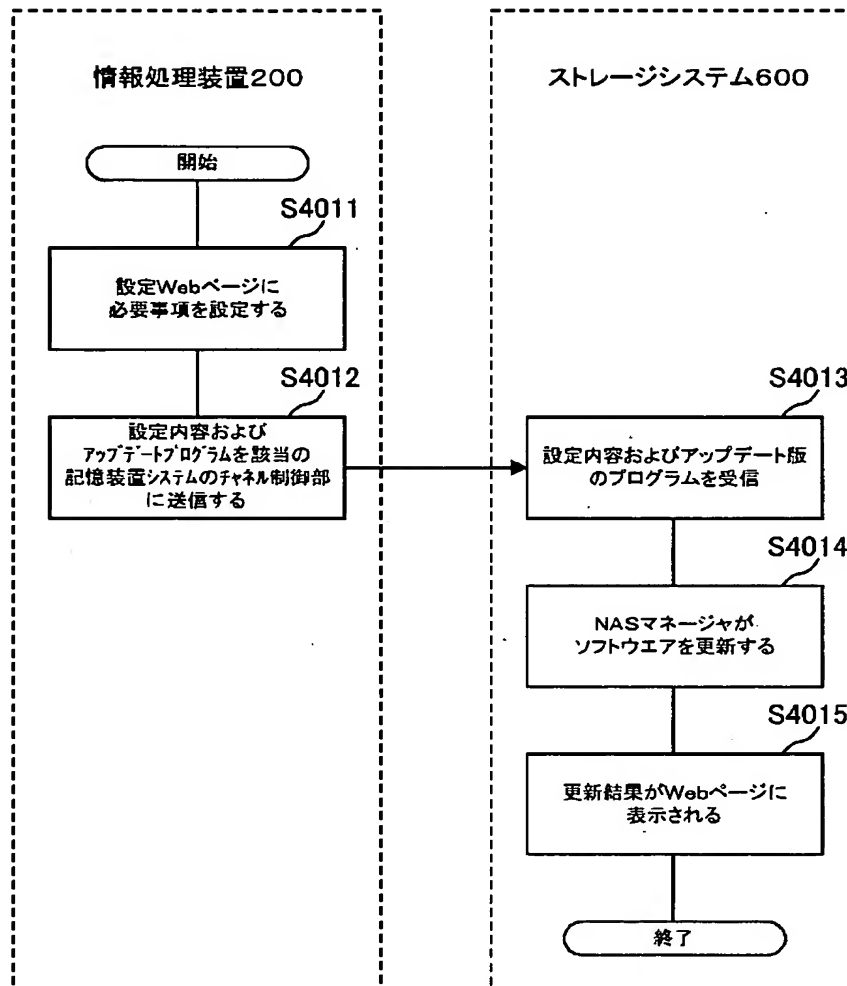 情報処理装置200
開始
S4011
設定Webページに
必要事項を設定する
S4012
設定内容および
アップデートプログラムを該当の
記憶装置システムのチャネル制御部
に送信する
ストレージシステム600
S4013
設定内容およびアップデート版
のプログラムを受信
S4014
NASマネージャが
ソフトウエアを更新する
S4015
更新結果がWebページに
表示される
終了